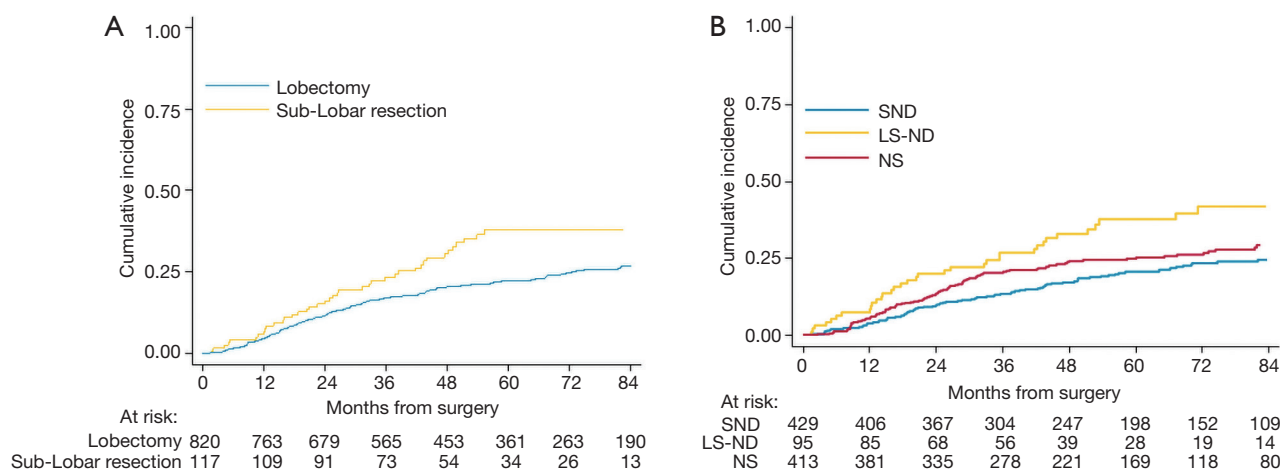 A
1.00
0.75
0.50
0.25
0.00
Cumulative incidence
Lobectomy
Sub-Lobar resection
0 12 24 36 48 60 72 84
Months from surgery
At risk:
Lobectomy 820 763 679 565 453 361 263 190
Sub-Lobar resection 117 109 91 73 54 34 26 13
B
1.00
0.75
0.50
0.25
0.00
Cumulative incidence
SND
LS-ND
NS
0 12 24 36 48 60 72 84
Months from surgery
At risk:
SND 429 406 367 304 247 198 152 109
LS-ND 95 85 68 56 39 28 19 14
NS 413 381 335 278 221 169 118 80